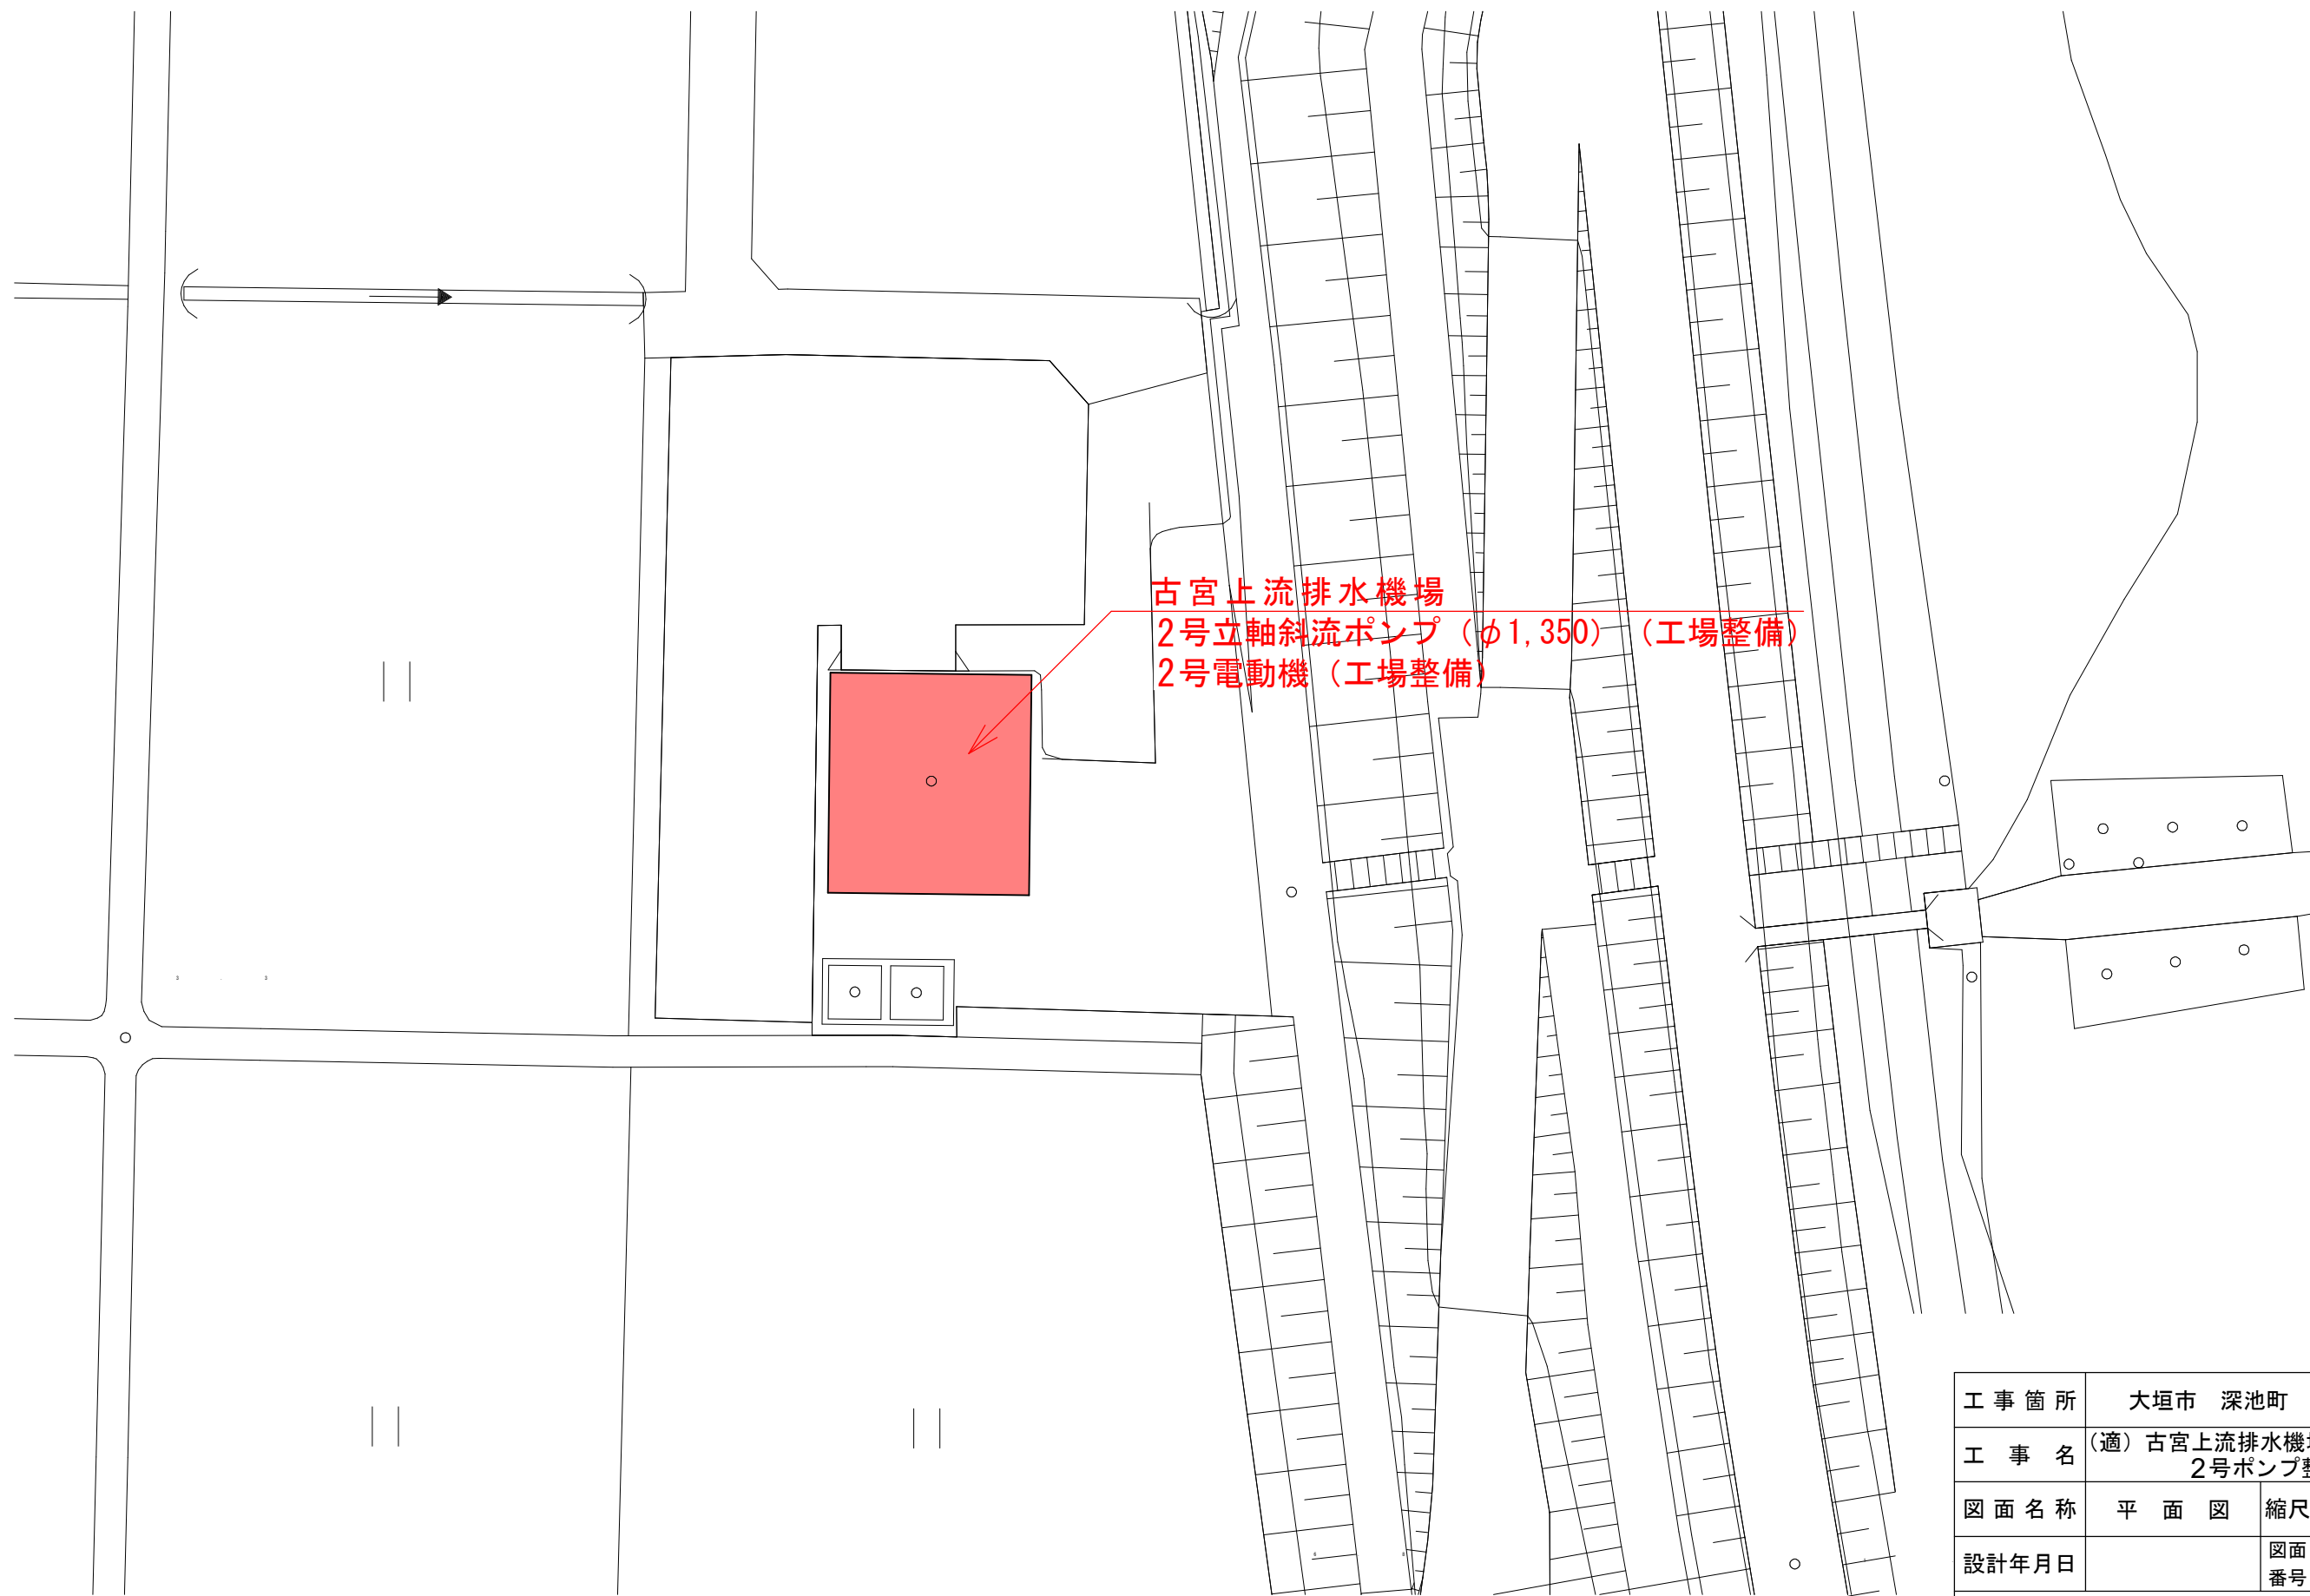 古宮上流排水機場
2号立軸斜流ポンプ（φ1,350）（工場整備）
2号電動機（工場整備）
3 . 3
工事箇所 大垣市 深池町
工事名 （適）古宮上流排水機
2号ポンプ
図面名称 平面図 縮尺
設計年月日 図面
番号